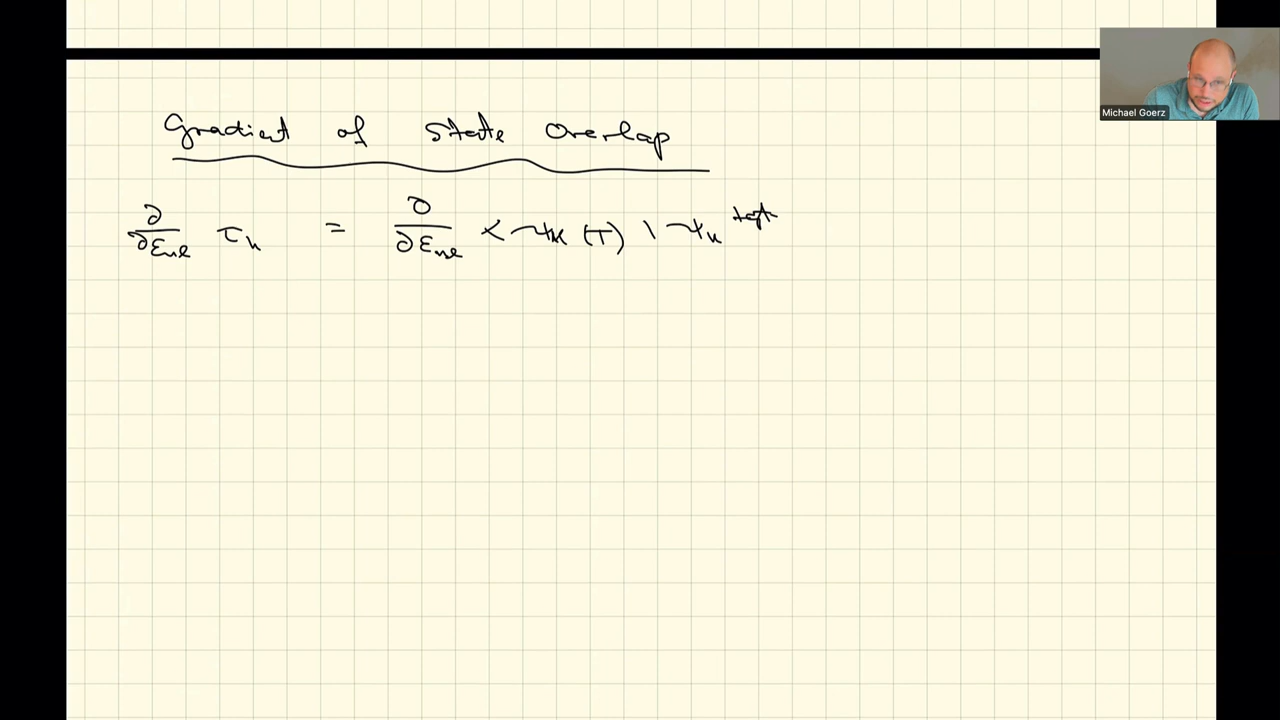 Michael Goerz
Gradient of State Overlap
∂/∂ε_nl τ_k = ∂/∂ε_nl < Ψ_k (T) | Ψ_k^tgt